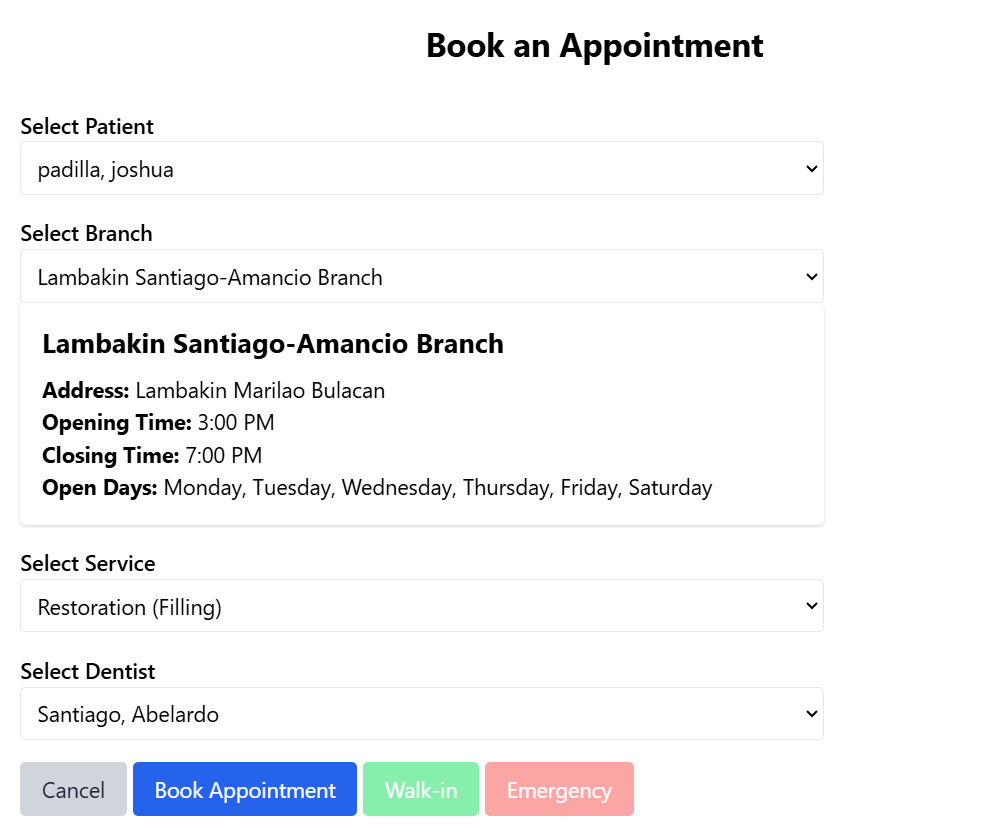 Book an Appointment
Select Patient
padilla, joshua
Select Branch
Lambakin Santiago-Amancio Branch
Lambakin Santiago-Amancio Branch
Address: Lambakin Marilao Bulacan
Opening Time: 3:00 PM
Closing Time: 7:00 PM
Open Days: Monday, Tuesday, Wednesday, Thursday, Friday, Saturday
Select Service
Restoration (Filling)
Select Dentist
Santiago, Abelardo
Cancel Book Appointment Walk-in Emergency